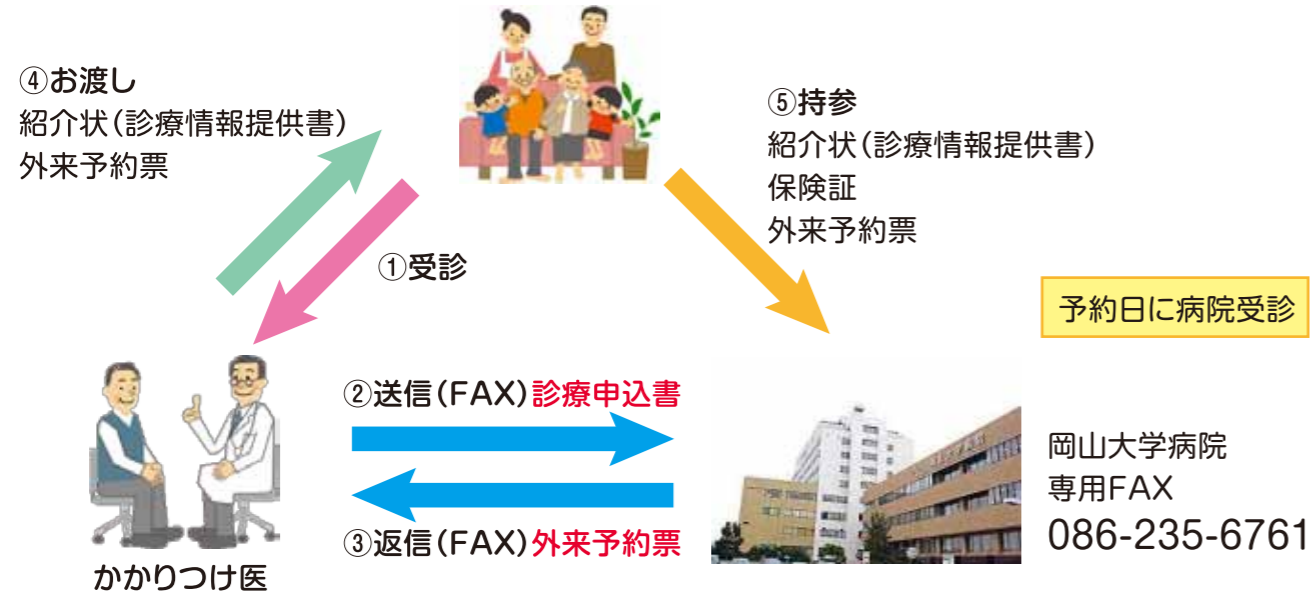 ④お渡し
紹介状(診療情報提供書)
外来予約票
①受診
⑤持参
紹介状(診療情報提供書)
保険証
外来予約票
予約日に病院受診
②送信(FAX)診療申込書
③返信(FAX)外来予約票
かかりつけ医
岡山大学病院
専用FAX
086-235-6761